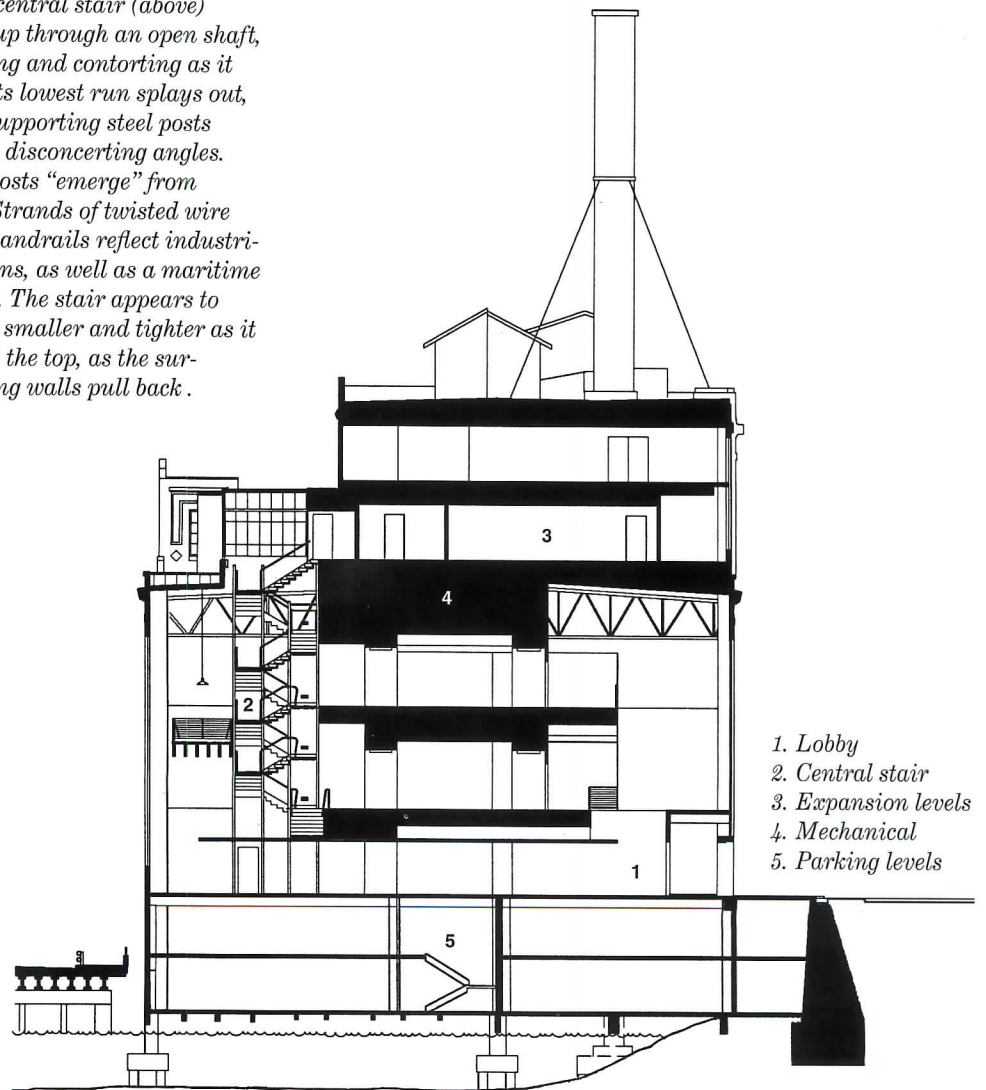 central stair (above)
up through an open shaft,
ng and contorting as it
ts lowest run splays out,
upporting steel posts
disconcerting angles.
osts "emerge" from
Strands of twisted wire
andrails reflect industri-
ns, as well as a maritime
. The stair appears to
smaller and tighter as it
the top, as the sur-
ng walls pull back.
3
4
2
1. Lobby
2. Central stair
3. Expansion levels
4. Mechanical
5. Parking levels
1
5